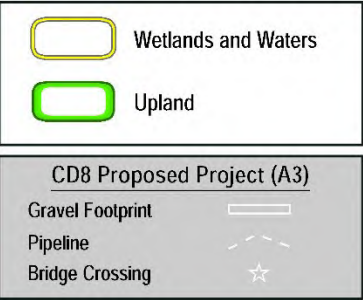 Wetlands and Waters
Upland
CD8 Proposed Project (A3)
Gravel Footprint
Pipeline
Bridge Crossing